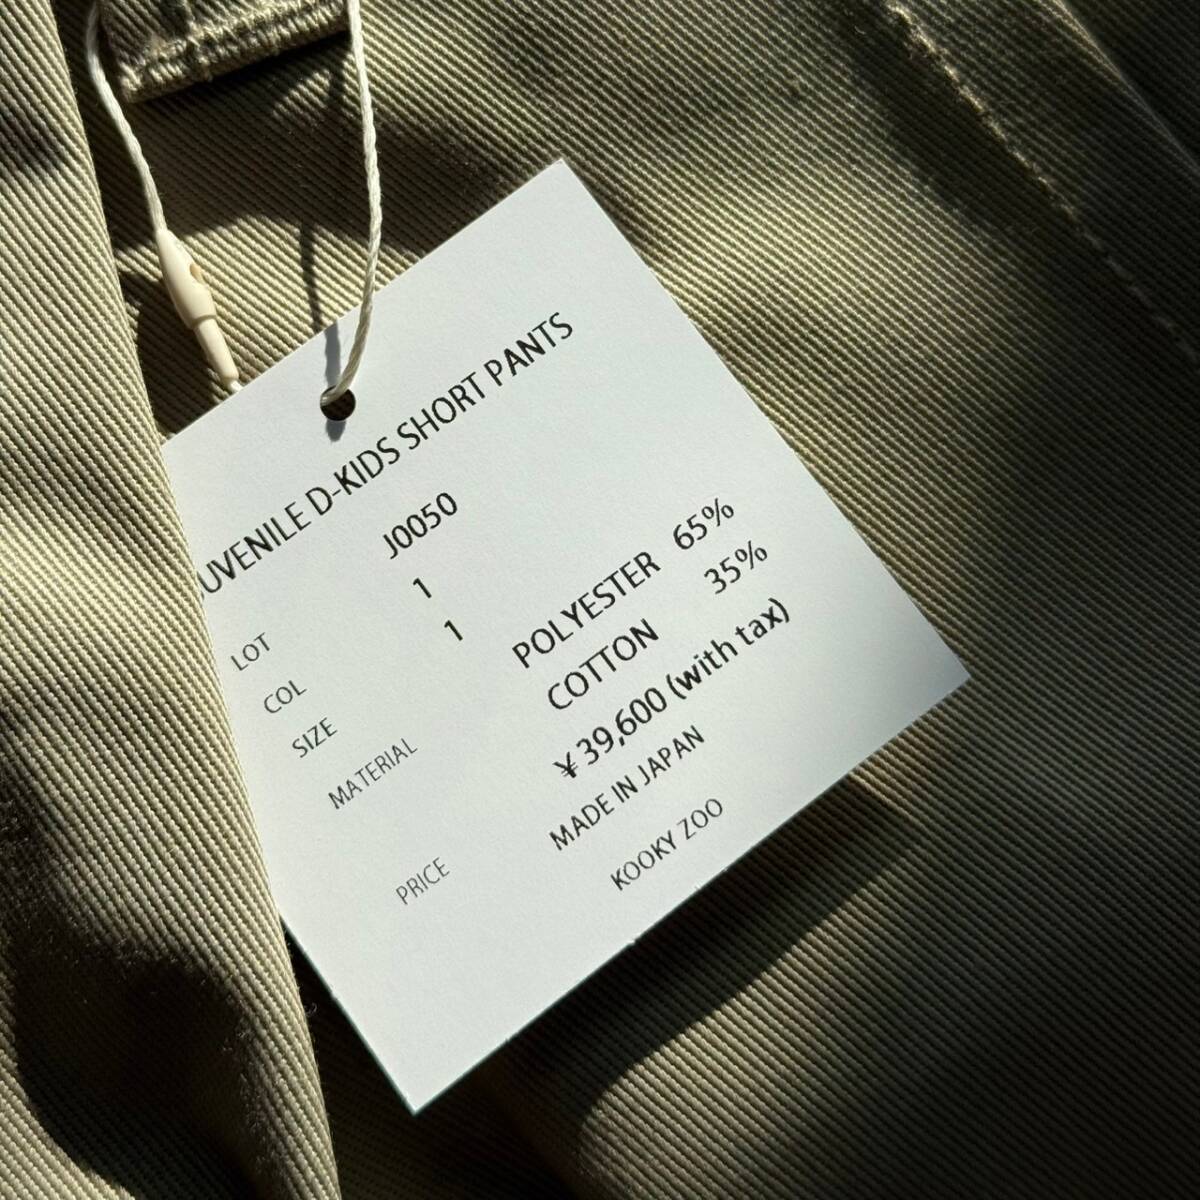 JUVENILE D-KIDS SHORT PANTS
LOT J0050
COL 1
SIZE 1
MATERIAL POLYESTER 65%
COTTON 35%
PRICE ¥39,600 (with tax)
MADE IN JAPAN
KOOKY ZOO